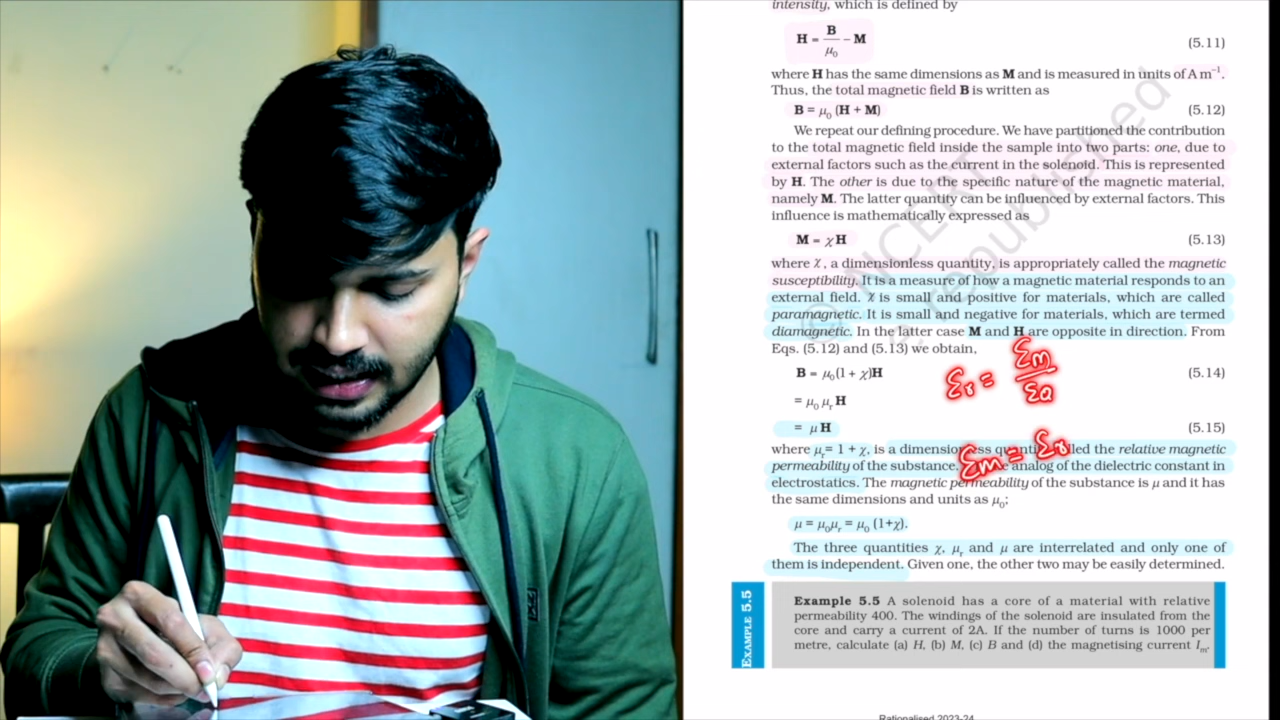 intensity, which is defined by
H = B/μ₀ − M (5.11)
where H has the same dimensions as M and is measured in units of A m⁻¹.
Thus, the total magnetic field B is written as
B = μ₀ (H + M) (5.12)
We repeat our defining procedure. We have partitioned the contribution
to the total magnetic field inside the sample into two parts: one, due to
external factors such as the current in the solenoid. This is represented
by H. The other is due to the specific nature of the magnetic material,
namely M. The latter quantity can be influenced by external factors. This
influence is mathematically expressed as
M = χ H (5.13)
where χ, a dimensionless quantity, is appropriately called the magnetic
susceptibility. It is a measure of how a magnetic material responds to an
external field. χ is small and positive for materials, which are called
paramagnetic. It is small and negative for materials, which are termed
diamagnetic. In the latter case M and H are opposite in direction. From
Eqs. (5.12) and (5.13) we obtain,
B = μ₀(1 + χ)H (5.14)
= μ₀ μᵣ H
εr = εm/εa
= μ H (5.15)
where μᵣ = 1 + χ, is a dimensionless called the relative magnetic
εm = εr
permeability of the substance. analog of the dielectric constant in
electrostatics. The magnetic permeability of the substance is μ and it has
the same dimensions and units as μ₀;
μ = μ₀μᵣ = μ₀ (1+χ).
The three quantities χ, μᵣ and μ are interrelated and only one of
them is independent. Given one, the other two may be easily determined.
EXAMPLE 5.5
Example 5.5 A solenoid has a core of a material with relative
permeability 400. The windings of the solenoid are insulated from the
core and carry a current of 2A. If the number of turns is 1000 per
metre, calculate (a) H, (b) M, (c) B and (d) the magnetising current Iₘ.
Rationalised 2023-24
© NCERT
republished